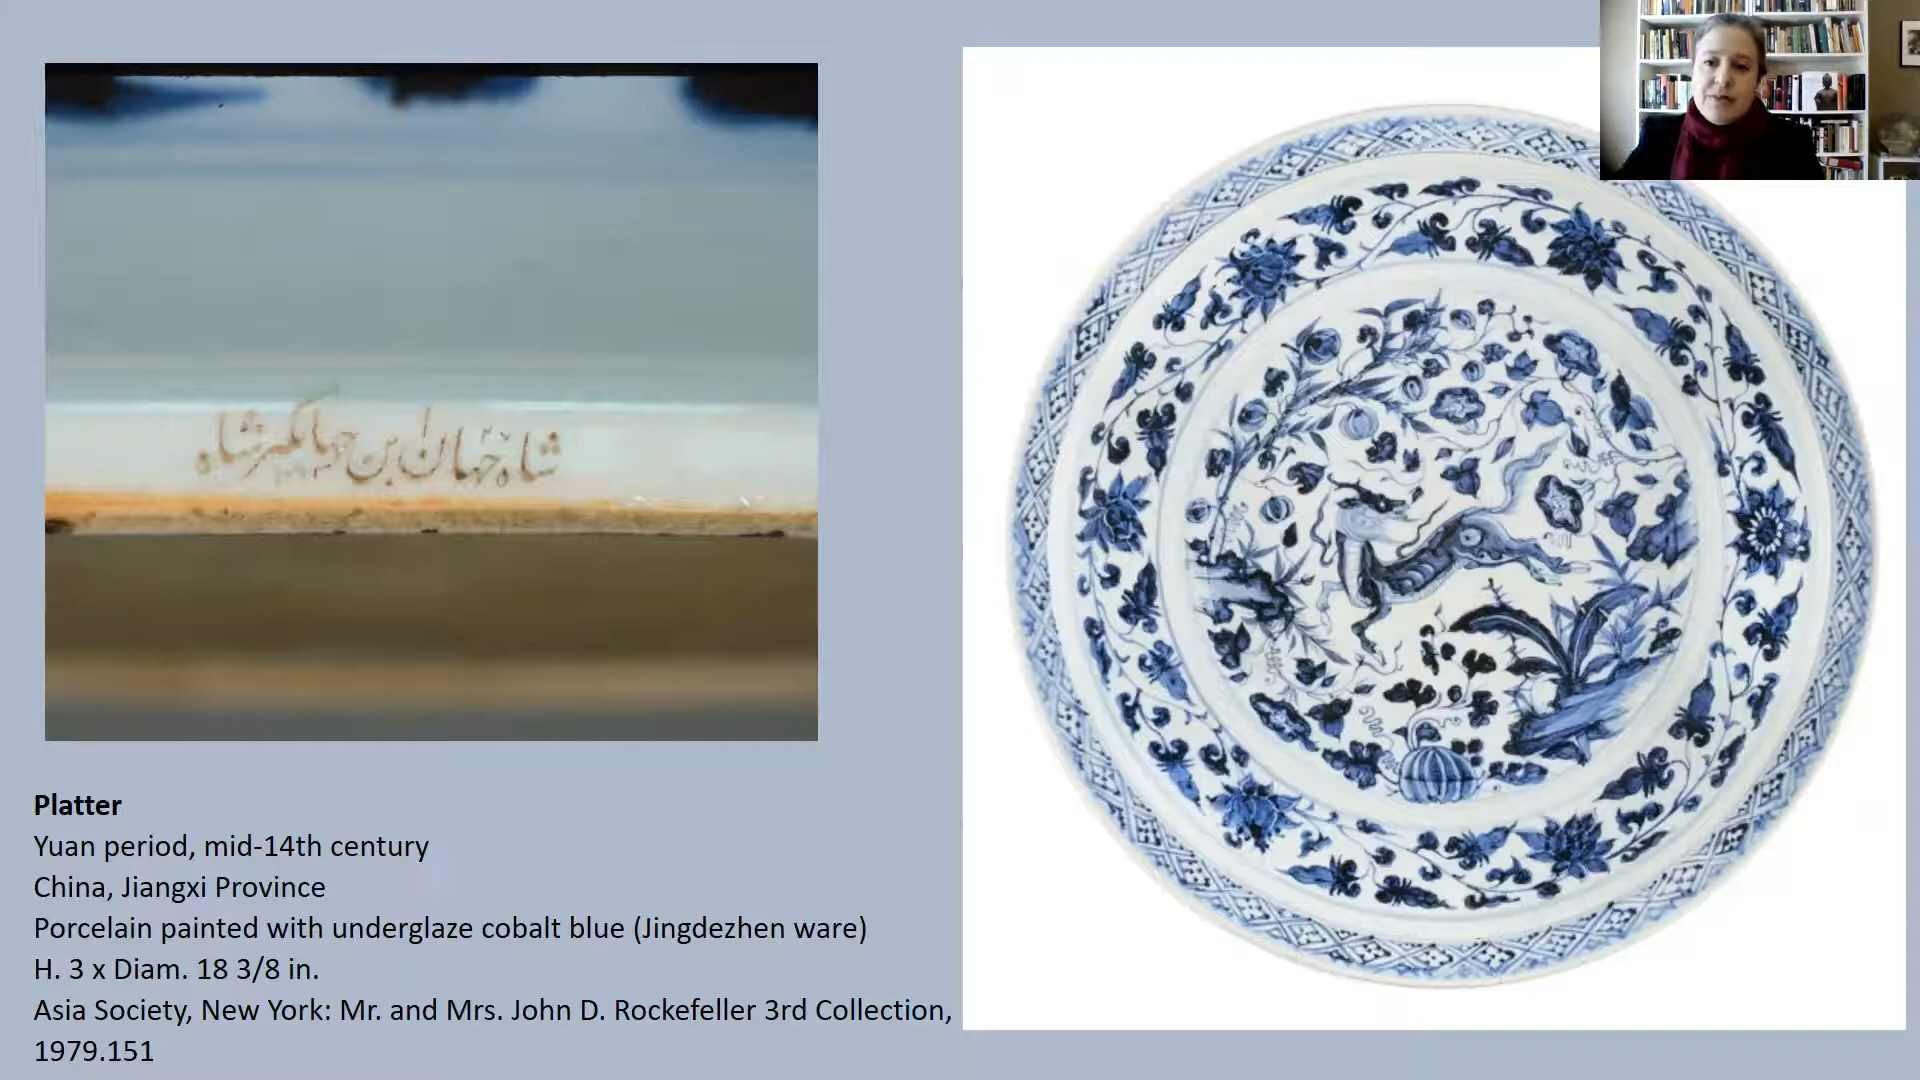 شاه جهان ابن جهانگیر شاه
Platter
Yuan period, mid-14th century
China, Jiangxi Province
Porcelain painted with underglaze cobalt blue (Jingdezhen ware)
H. 3 x Diam. 18 3/8 in.
Asia Society, New York: Mr. and Mrs. John D. Rockefeller 3rd Collection,
1979.151